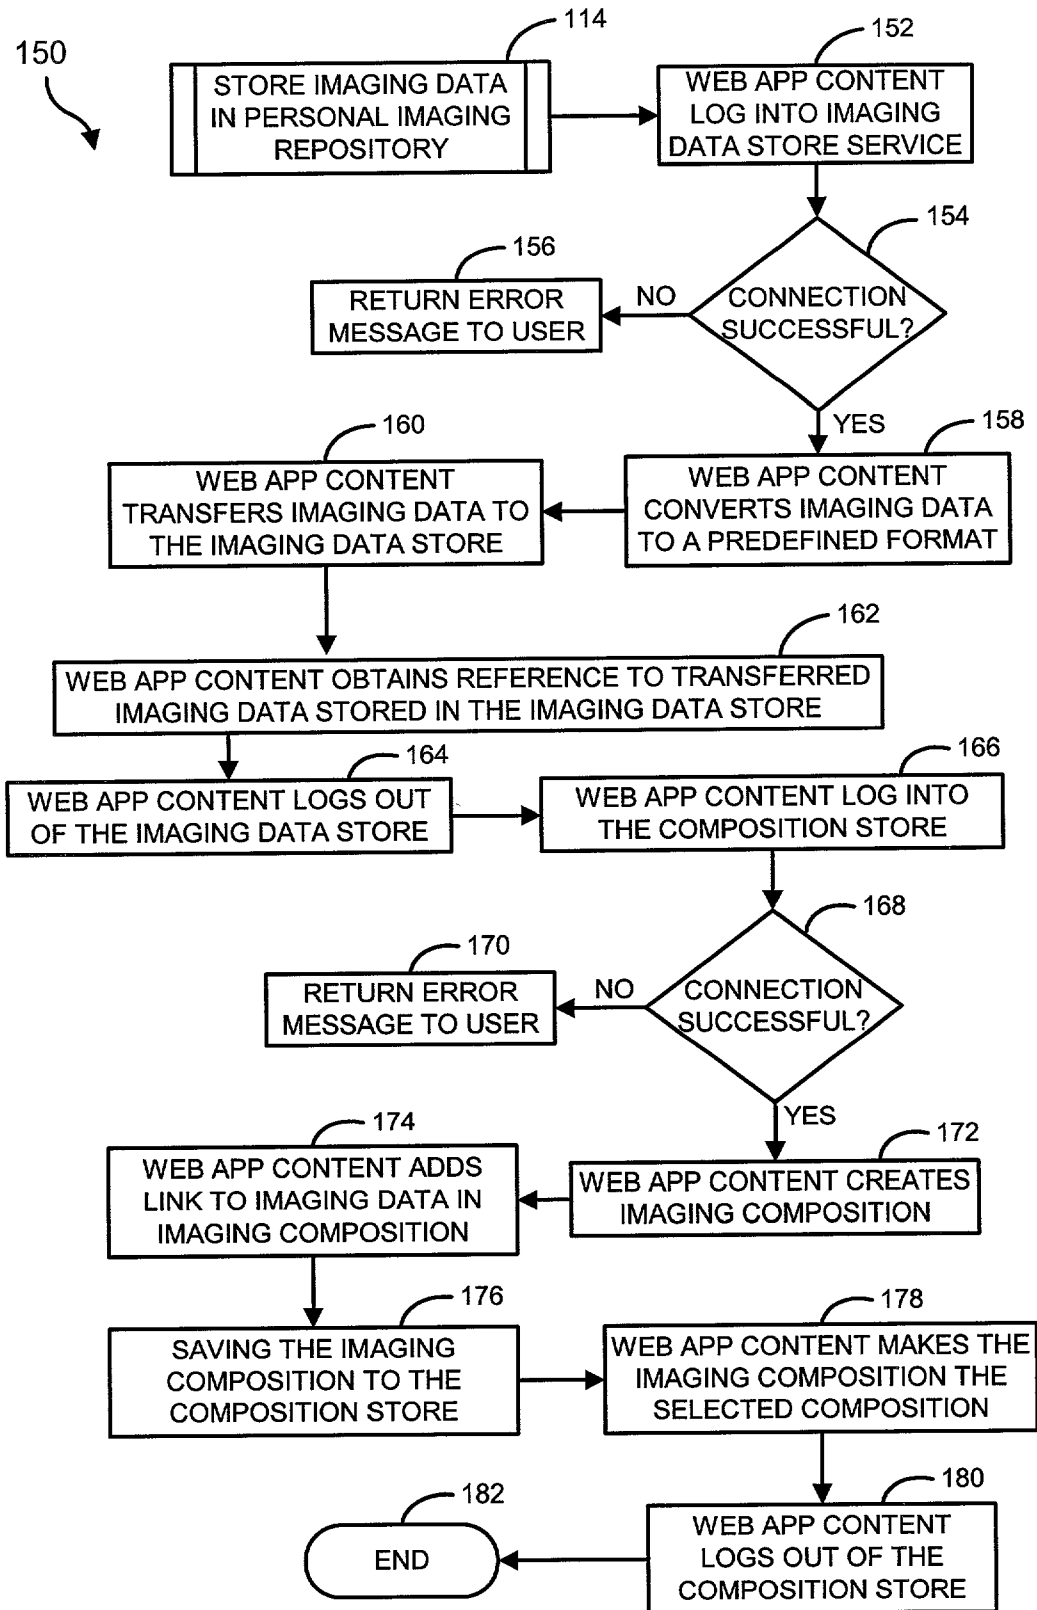 150
114
STORE IMAGING DATA
IN PERSONAL IMAGING
REPOSITORY
152
WEB APP CONTENT
LOG INTO IMAGING
DATA STORE SERVICE
154
CONNECTION
SUCCESSFUL?
NO
156
RETURN ERROR
MESSAGE TO USER
YES
158
WEB APP CONTENT
CONVERTS IMAGING DATA
TO A PREDEFINED FORMAT
160
WEB APP CONTENT
TRANSFERS IMAGING DATA TO
THE IMAGING DATA STORE
162
WEB APP CONTENT OBTAINS REFERENCE TO TRANSFERRED
IMAGING DATA STORED IN THE IMAGING DATA STORE
164
WEB APP CONTENT LOGS OUT
OF THE IMAGING DATA STORE
166
WEB APP CONTENT LOG INTO
THE COMPOSITION STORE
168
CONNECTION
SUCCESSFUL?
NO
170
RETURN ERROR
MESSAGE TO USER
YES
172
WEB APP CONTENT CREATES
IMAGING COMPOSITION
174
WEB APP CONTENT ADDS
LINK TO IMAGING DATA IN
IMAGING COMPOSITION
176
SAVING THE IMAGING
COMPOSITION TO THE
COMPOSITION STORE
178
WEB APP CONTENT MAKES THE
IMAGING COMPOSITION THE
SELECTED COMPOSITION
180
WEB APP CONTENT
LOGS OUT OF THE
COMPOSITION STORE
182
END